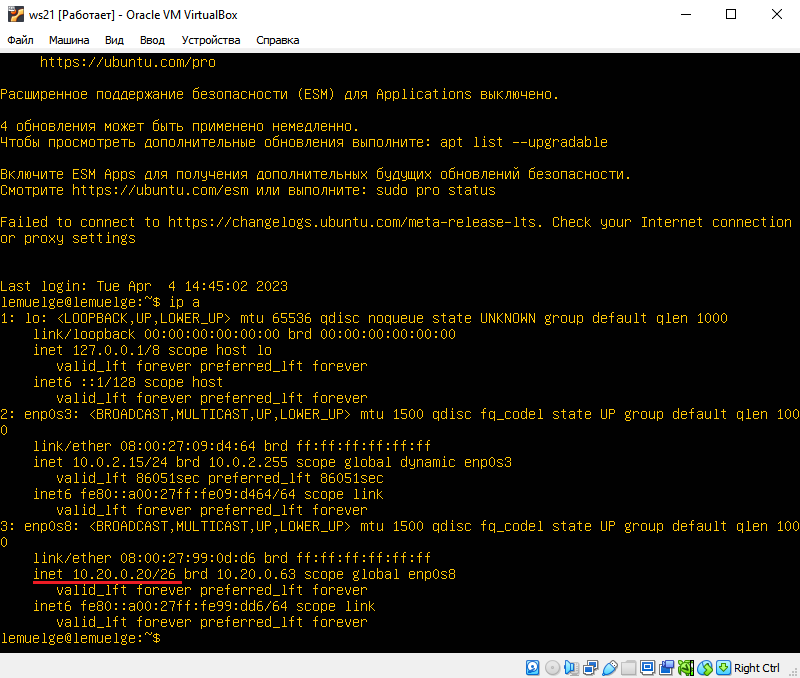 ws21 [Работает] - Oracle VM VirtualBox
Файл Машина Вид Ввод Устройства Справка
https://ubuntu.com/pro
Расширенное поддержание безопасности (ESM) для Applications выключено.
4 обновления может быть применено немедленно.
Чтобы просмотреть дополнительные обновления выполните: apt list --upgradable
Включите ESM Apps для получения дополнительных будущих обновлений безопасности.
Смотрите https://ubuntu.com/esm или выполните: sudo pro status
Failed to connect to https://changelogs.ubuntu.com/meta-release-lts. Check your Internet connection
or proxy settings
Last login: Tue Apr  4 14:45:02 2023
lemuelge@lemuelge:~$ ip a
1: lo: <LOOPBACK,UP,LOWER_UP> mtu 65536 qdisc noqueue state UNKNOWN group default qlen 1000
link/loopback 00:00:00:00:00:00 brd 00:00:00:00:00:00
inet 127.0.0.1/8 scope host lo
valid_lft forever preferred_lft forever
inet6 ::1/128 scope host
valid_lft forever preferred_lft forever
2: enp0s3: <BROADCAST,MULTICAST,UP,LOWER_UP> mtu 1500 qdisc fq_codel state UP group default qlen 100
0
link/ether 08:00:27:09:d4:64 brd ff:ff:ff:ff:ff:ff
inet 10.0.2.15/24 brd 10.0.2.255 scope global dynamic enp0s3
valid_lft 86051sec preferred_lft 86051sec
inet6 fe80::a00:27ff:fe09:d464/64 scope link
valid_lft forever preferred_lft forever
3: enp0s8: <BROADCAST,MULTICAST,UP,LOWER_UP> mtu 1500 qdisc fq_codel state UP group default qlen 100
0
link/ether 08:00:27:99:0d:d6 brd ff:ff:ff:ff:ff:ff
inet 10.20.0.20/26 brd 10.20.0.63 scope global enp0s8
valid_lft forever preferred_lft forever
inet6 fe80::a00:27ff:fe99:dd6/64 scope link
valid_lft forever preferred_lft forever
lemuelge@lemuelge:~$
Right Ctrl